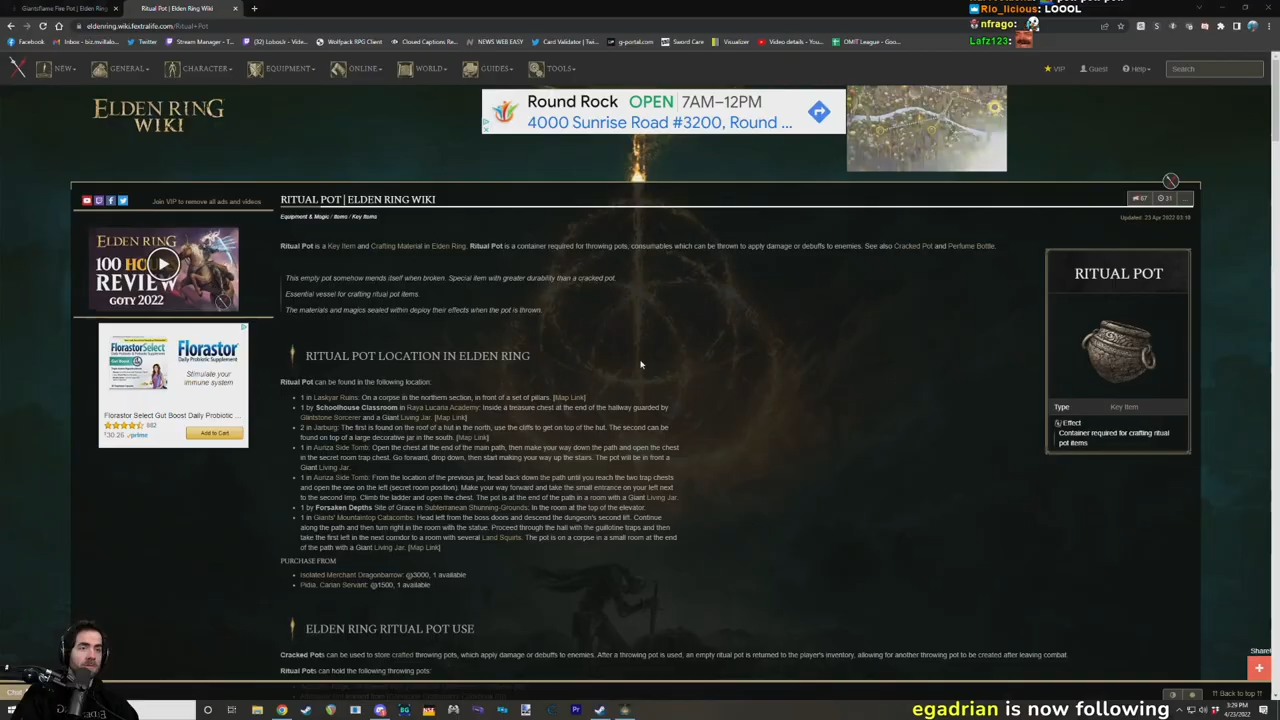 Giantsflame Fire Pot | Elden Ring
Ritual Pot | Elden Ring Wiki
eldenring.wiki.fextralife.com/Ritual+Pot
Rio_licious: LOOOL
nfrago:
Lafz123:
Facebook
Twitter
Stream Manager - T...
Wolfpack RPG Client
Closed Captions Re...
NEWS WEB EASY
Card Validator | Twi...
g-portal.com
Sword Care
Visualizer
Video details - You...
DMIT League - Goo...
NEW
GENERAL
CHARACTER
EQUIPMENT
ONLINE
WORLD
GUIDES
TOOLS
VIP
Guest
Help
Search
ELDEN RING
WIKI
Round Rock OPEN 7AM–12PM
4000 Sunrise Road #3200, Round ...
Join VIP to remove all ads and videos
RITUAL POT | ELDEN RING WIKI
67
31
...
Equipment & Magic / Items / Key Items
Updated: 23 Apr 2022 03:18
Ritual Pot is a Key Item and Crafting Material in Elden Ring. Ritual Pot is a container required for throwing pots, consumables which can be thrown to apply damage or debuffs to enemies. See also Cracked Pot and Perfume Bottle.
ELDEN RING
100 HOUR
REVIEW
GOTY 2022
This empty pot somehow mends itself when broken. Special item with greater durability than a cracked pot.
Essential vessel for crafting ritual pot items.
The materials and magics sealed within deploy their effects when the pot is thrown.
RITUAL POT
Type Key Item
Effect
Container required for crafting ritual
pot items
FlorastorSelect
Florastor
Stimulate your
immune system
Florastor Select Gut Boost Daily Probiotic ...
882
Add to Cart
RITUAL POT LOCATION IN ELDEN RING
Ritual Pot can be found in the following location:
1 in Laskyar Ruins: On a corpse in the northern section, in front of a set of pillars. [Map Link]
1 by Schoolhouse Classroom in Raya Lucaria Academy: Inside a treasure chest at the end of the hallway guarded by
Glintstone Sorcerer and a Giant Living Jar. [Map Link]
2 in Jarburg: The first is found on the roof of a hut in the north, use the cliffs to get on top of the hut. The second can be
found on top of a large decorative jar in the south. [Map Link]
1 in Auriza Side Tomb: Open the chest at the end of the main path, then make your way down the path and open the chest
in the secret room trap chest. Go forward, drop down, then start making your way up the stairs. The pot will be in front a
Giant Living Jar.
1 in Auriza Side Tomb: From the location of the previous jar, head back down the path until you reach the two trap chests
and open the one on the left (secret room position). Make your way forward and take the small entrance on your left next
to the second Imp. Climb the ladder and open the chest. The pot is at the end of the path in a room with a Giant Living Jar.
1 by Forsaken Depths Site of Grace in Subterranean Shunning-Grounds: In the room at the top of the elevator.
1 in Giants' Mountaintop Catacombs: Head left from the boss doors and descend the dungeon's second lift. Continue
along the path and then turn right in the room with the statue. Proceed through the hall with the guillotine traps and then
take the first left in the next corridor to a room with several Land Squirts. The pot is on a corpse in a small room at the end
of the path with a Giant Living Jar. [Map Link]
PURCHASE FROM
Isolated Merchant Dragonbarrow: 3000, 1 available
Pidia, Carian Servant: 1500, 1 available
ELDEN RING RITUAL POT USE
Cracked Pots can be used to store crafted throwing pots, which apply damage or debuffs to enemies. After a throwing pot is used, an empty ritual pot is returned to the player's inventory, allowing for another throwing pot to be created after leaving combat.
Ritual Pots can hold the following throwing pots:
Share!
+
Back to top
egadrian is now following
3:29 PM
4/23/2022